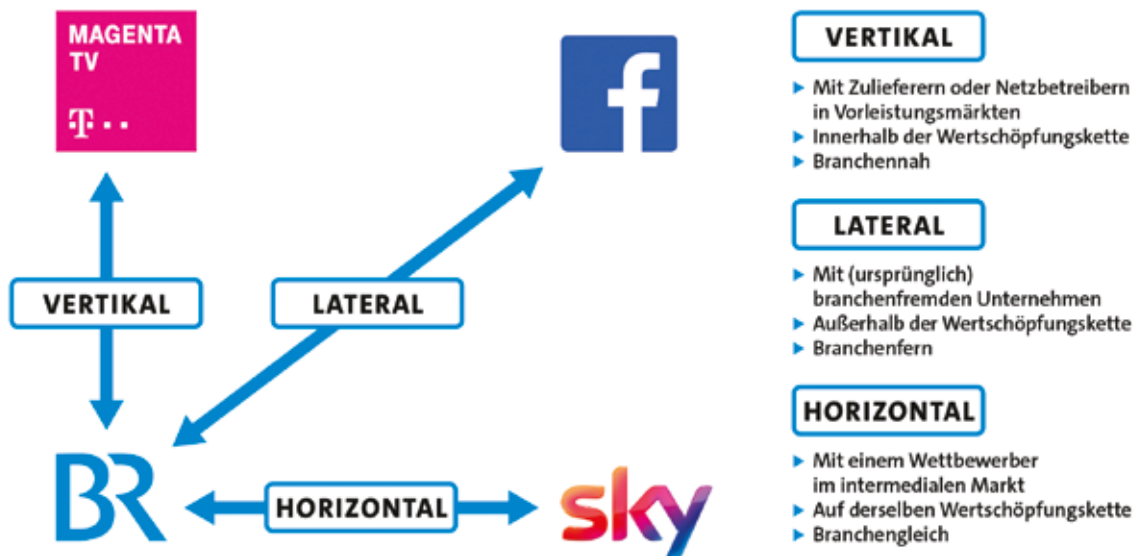 MAGENTA
TV
T
f
VERTIKAL
LATERAL
BR
HORIZONTAL
sky
VERTIKAL
Mit Zulieferern oder Netzbetreibern
in Vorleistungsmärkten
Innerhalb der Wertschöpfungskette
Branchennah
LATERAL
Mit (ursprünglich)
branchenfremden Unternehmen
Außerhalb der Wertschöpfungskette
Branchenfern
HORIZONTAL
Mit einem Wettbewerber
im intermedialen Markt
Auf derselben Wertschöpfungskette
Branchengleich